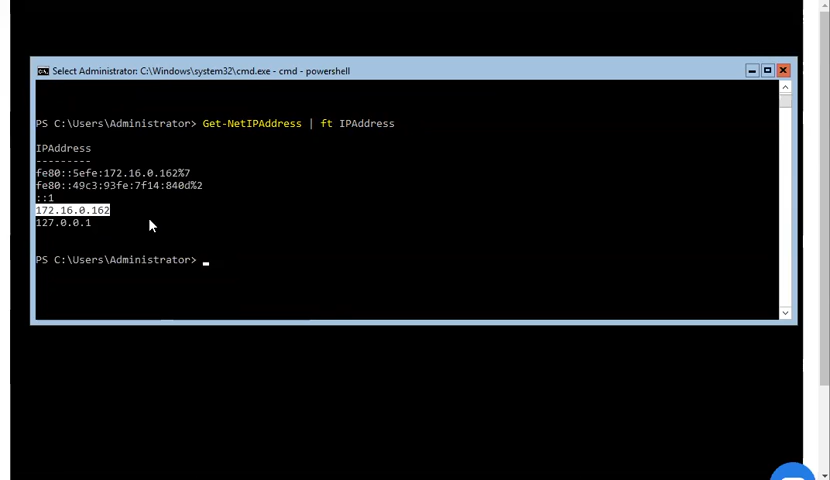 Select Administrator: C:\Windows\system32\cmd.exe - cmd - powershell
PS C:\Users\Administrator> Get-NetIPAddress | ft IPAddress
IPAddress
---------
fe80::5efe:172.16.0.162%7
fe80::49c3:93fe:7f14:840d%2
::1
172.16.0.162
127.0.0.1
PS C:\Users\Administrator>